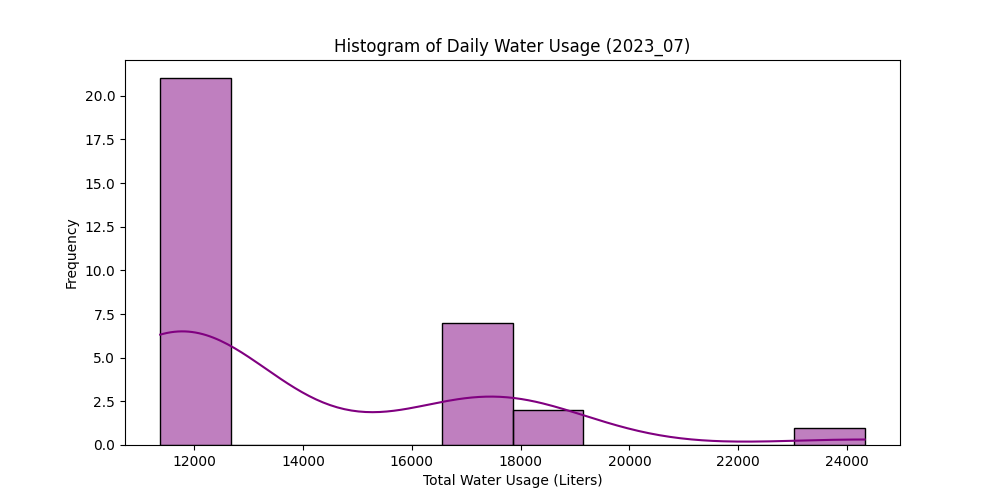 Histogram of Daily Water Usage (2023_07)
20.0
17.5
15.0
12.5
10.0
7.5
5.0
2.5
0.0
Frequency
12000 14000 16000 18000 20000 22000 24000
Total Water Usage (Liters)